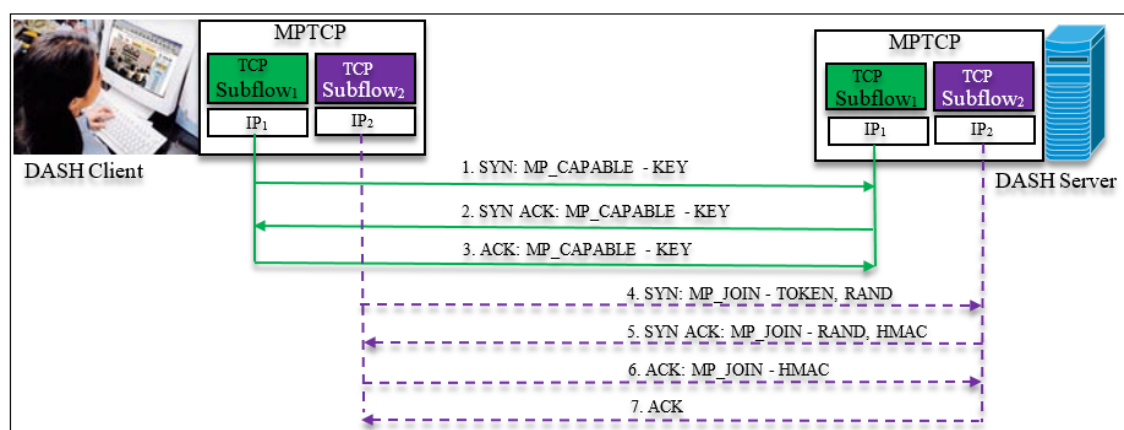 MPTCP
TCP
Subflow₁
TCP
Subflow₂
IP₁
IP₂
DASH Client
MPTCP
TCP
Subflow₁
TCP
Subflow₂
IP₁
IP₂
DASH Server
1. SYN: MP_CAPABLE - KEY
2. SYN ACK: MP_CAPABLE - KEY
3. ACK: MP_CAPABLE - KEY
4. SYN: MP_JOIN - TOKEN, RAND
5. SYN ACK: MP_JOIN - RAND, HMAC
6. ACK: MP_JOIN - HMAC
7. ACK